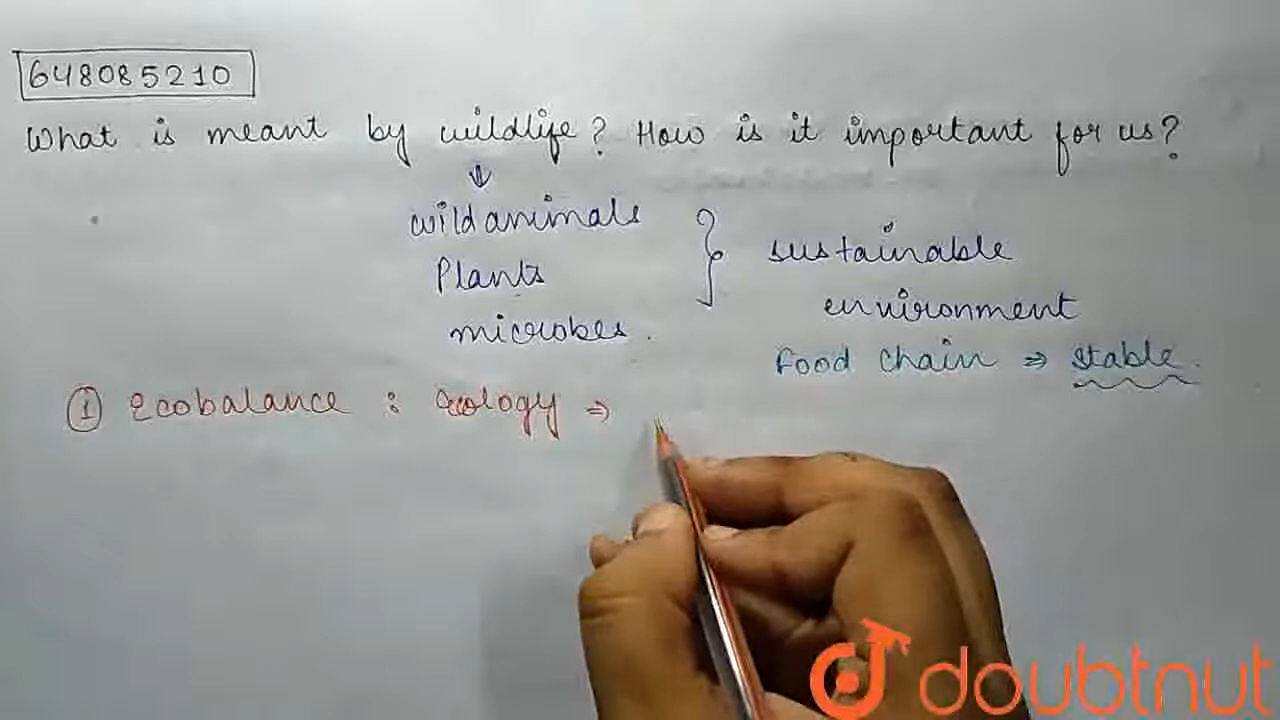 648085210
What is meant by wildlife? How is it important for us?
↓
wild animals
Plants
microbes.
} sustainable
environment
Food chain ⇒ stable.
① Ecobalance : ecology ⇒
doubtnut